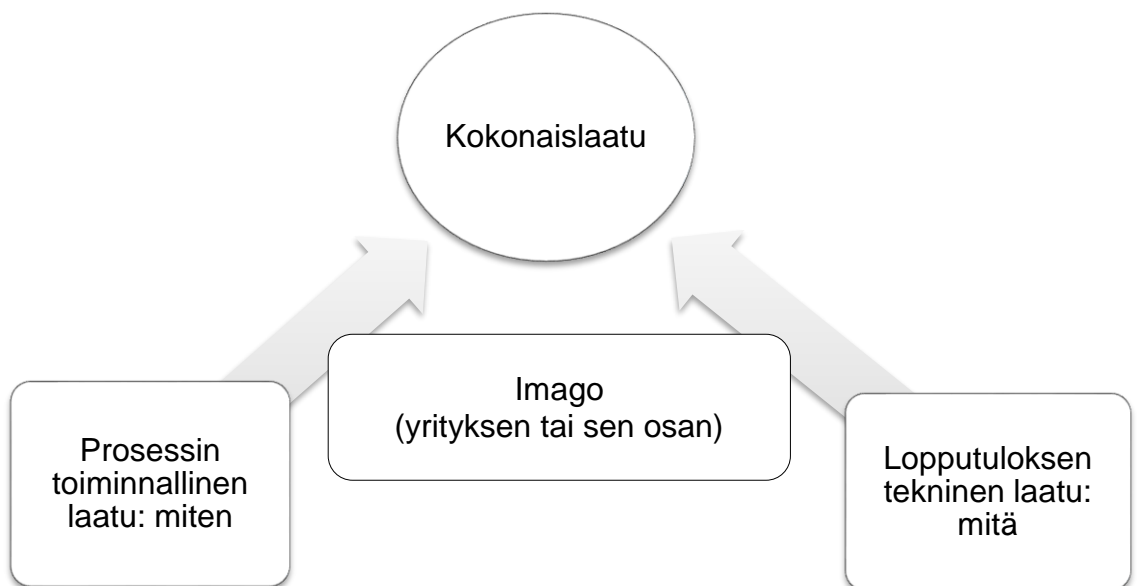 Kokonaislaatu
Imago
(yrityksen tai sen osan)
Prosessin
toiminnallinen
laatu: miten
Lopputuloksen
tekninen laatu:
mitä